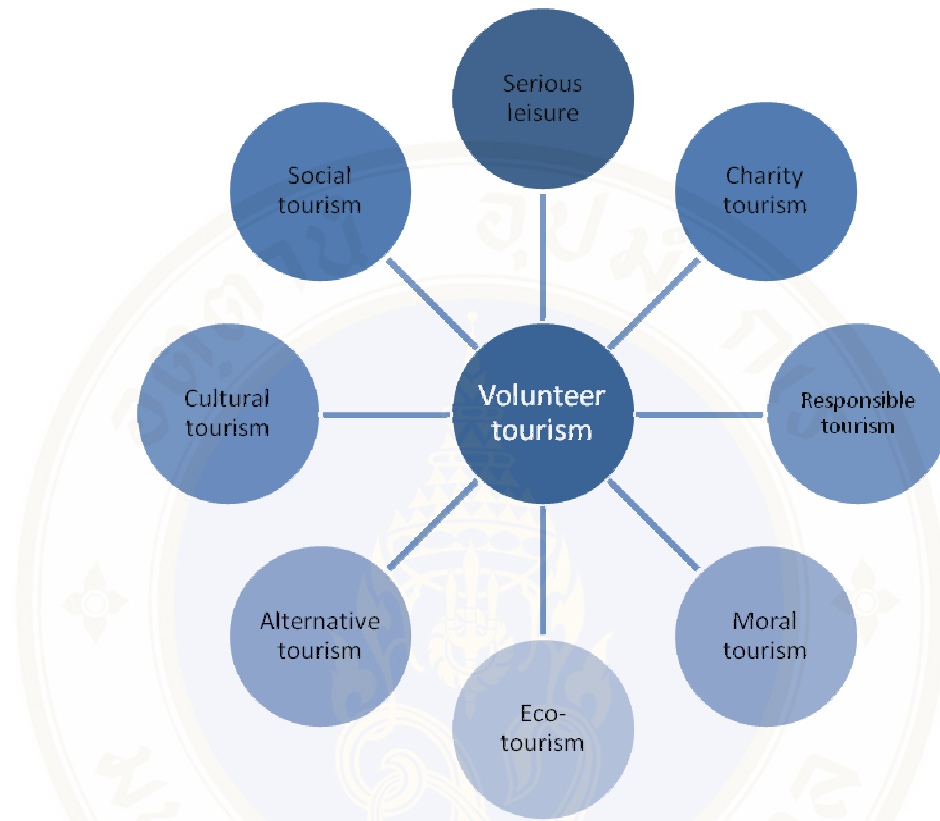 Serious
leisure
Charity
tourism
Responsible
tourism
Moral
tourism
Eco-
tourism
Alternative
tourism
Cultural
tourism
Social
tourism
Volunteer
tourism